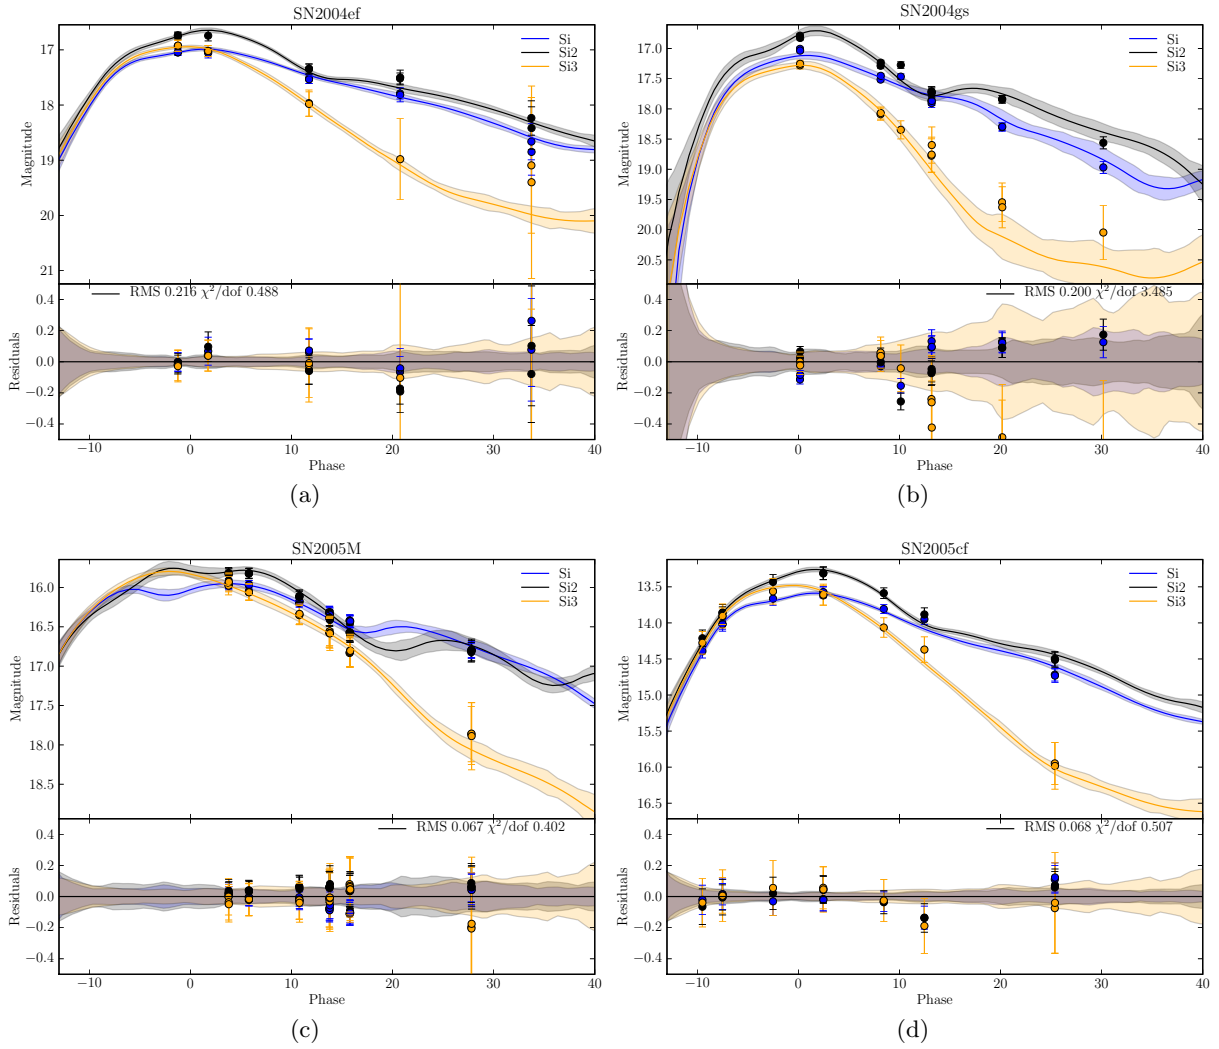 SN2004ef
17
18
19
20
21
Magnitude
Si
Si2
Si3
RMS 0.216 χ²/dof 0.488
0.4
0.2
0.0
−0.2
−0.4
Residuals
−10 0 10 20 30 40
Phase
(a)
SN2004gs
17.0
17.5
18.0
18.5
19.0
19.5
20.0
20.5
Magnitude
Si
Si2
Si3
RMS 0.200 χ²/dof 3.485
0.4
0.2
0.0
−0.2
−0.4
Residuals
−10 0 10 20 30 40
Phase
(b)
SN2005M
16.0
16.5
17.0
17.5
18.0
18.5
Magnitude
Si
Si2
Si3
RMS 0.067 χ²/dof 0.402
0.4
0.2
0.0
−0.2
−0.4
Residuals
−10 0 10 20 30 40
Phase
(c)
SN2005cf
13.5
14.0
14.5
15.0
15.5
16.0
16.5
Magnitude
Si
Si2
Si3
RMS 0.068 χ²/dof 0.507
0.4
0.2
0.0
−0.2
−0.4
Residuals
−10 0 10 20 30 40
Phase
(d)